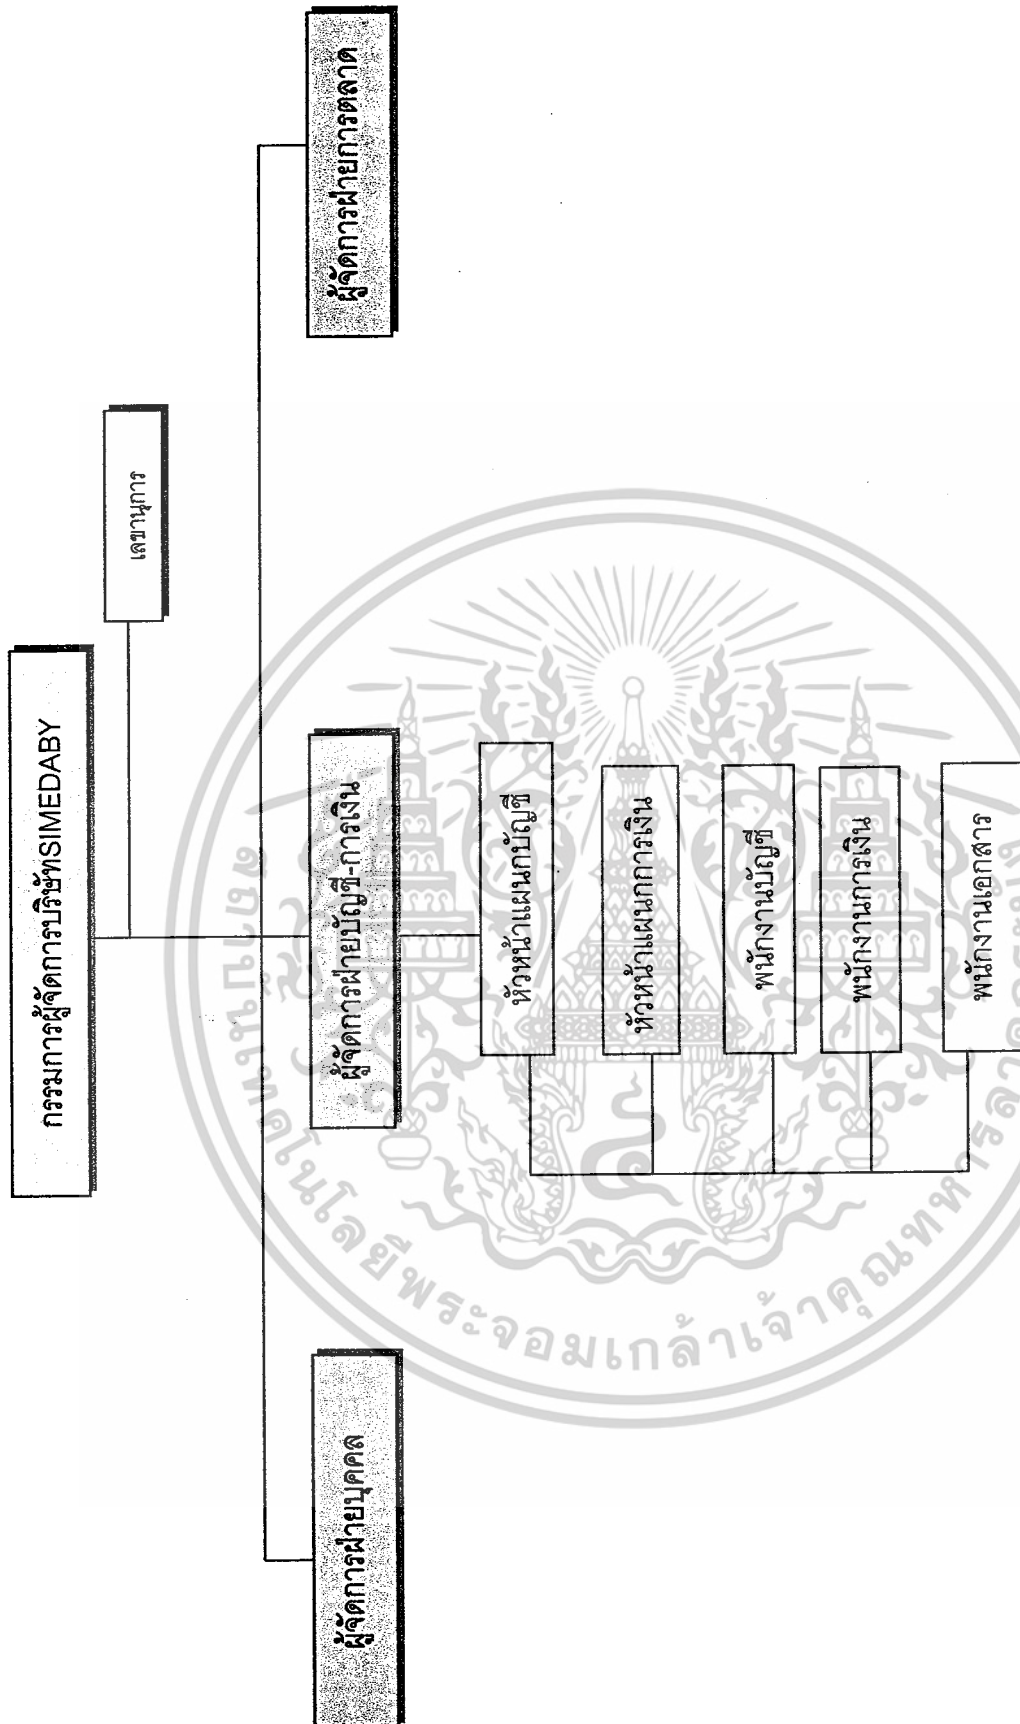 กรรมการผู้จัดการบริษัทSIMEDABY
เลขานุการ
ผู้จัดการฝ่ายบุคคล
ผู้จัดการฝ่ายบัญชี-การเงิน
ผู้จัดการฝ่ายการตลาด
หัวหน้าแผนกบัญชี
หัวหน้าแผนกการเงิน
พนักงานบัญชี
พนักงานการเงิน
พนักงานเอกสาร